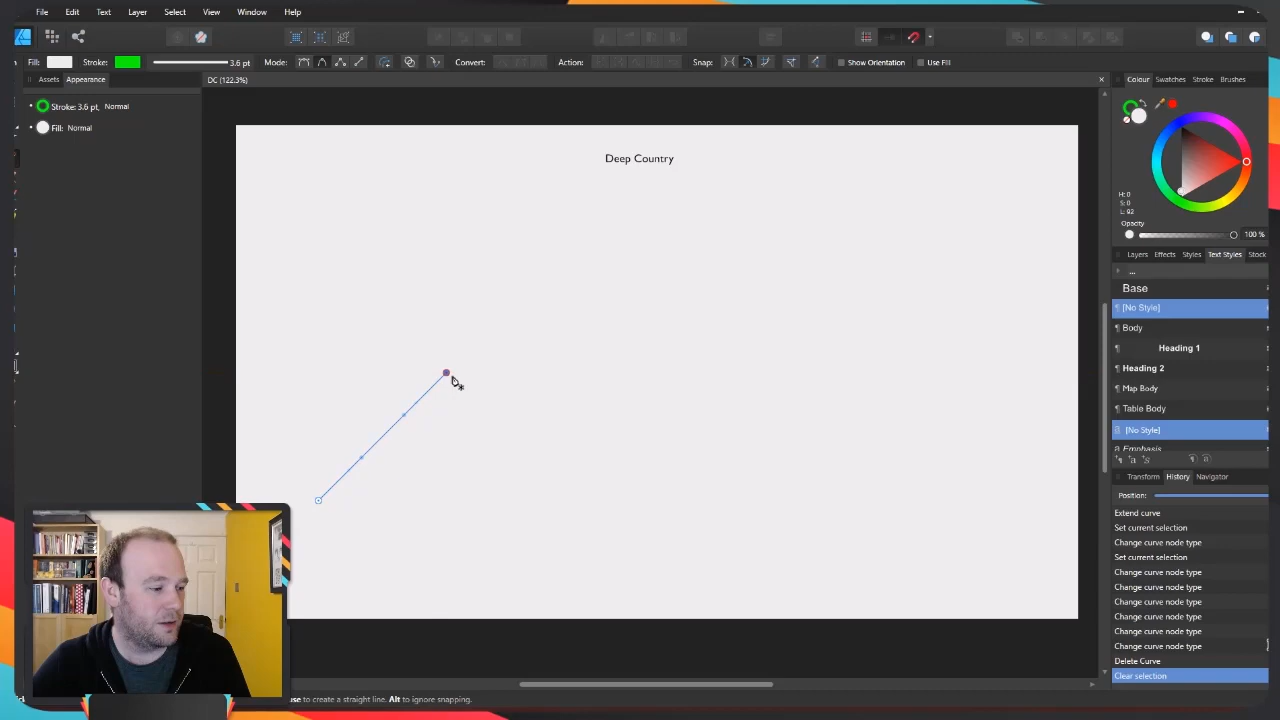 File Edit Text Layer Select View Window Help
Fill: Stroke: 3.6 pt Mode: Convert: Action: Snap: Show Orientation Use Fill
Assets Appearance
DC (122.3%)
Stroke: 3.6 pt, Normal
Fill: Normal
Deep Country
Colour Swatches Stroke Brushes
H: 0
S: 0
L: 92
Opacity
100 %
Layers Effects Styles Text Styles Stock
...
Base
[No Style]
Body
Heading 1
Heading 2
Map Body
Table Body
[No Style]
Emphasis
Transform History Navigator
Position:
Extend curve
Set current selection
Change curve node type
Set current selection
Change curve node type
Change curve node type
Change curve node type
Change curve node type
Change curve node type
Change curve node type
Delete Curve
Clear selection
to create a straight line. Alt to ignore snapping.